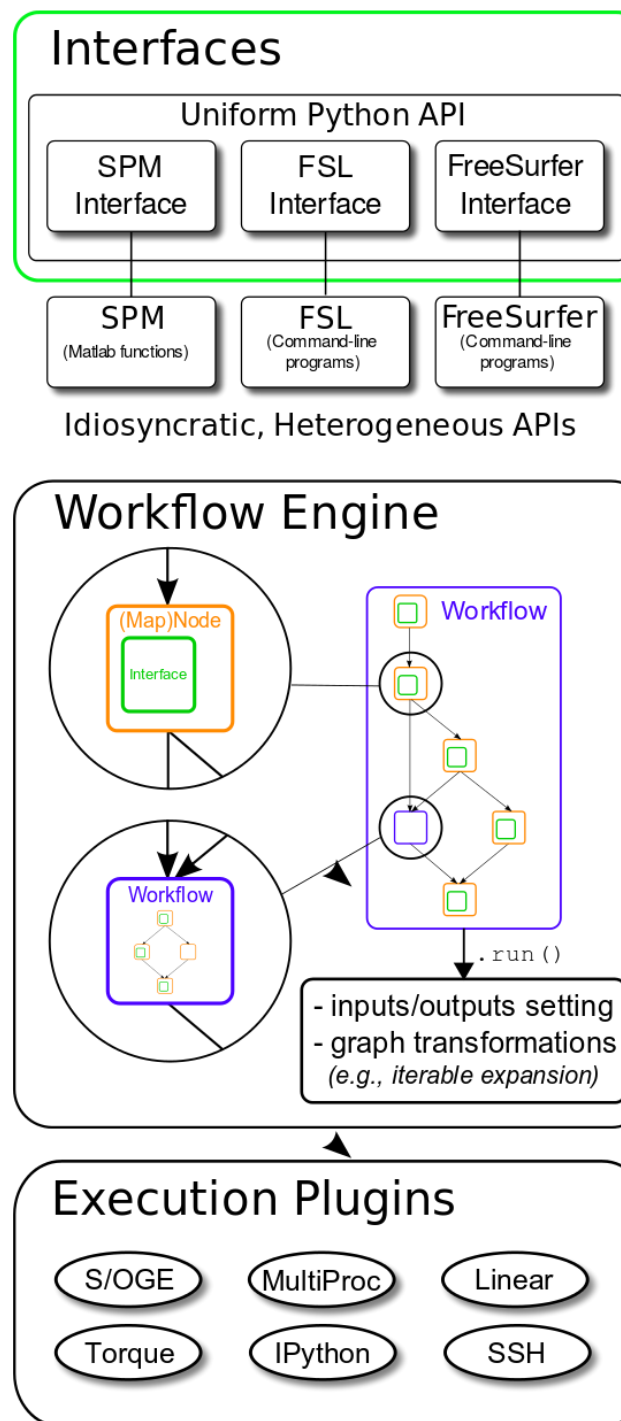 Interfaces
Uniform Python API
SPM
Interface
FSL
Interface
FreeSurfer
Interface
SPM
(Matlab functions)
FSL
(Command-line
programs)
FreeSurfer
(Command-line
programs)
Idiosyncratic, Heterogeneous APIs
Workflow Engine
(Map)Node
Interface
Workflow
Workflow
.run()
- inputs/outputs setting
- graph transformations
(e.g., iterable expansion)
Execution Plugins
S/OGE
MultiProc
Linear
Torque
IPython
SSH